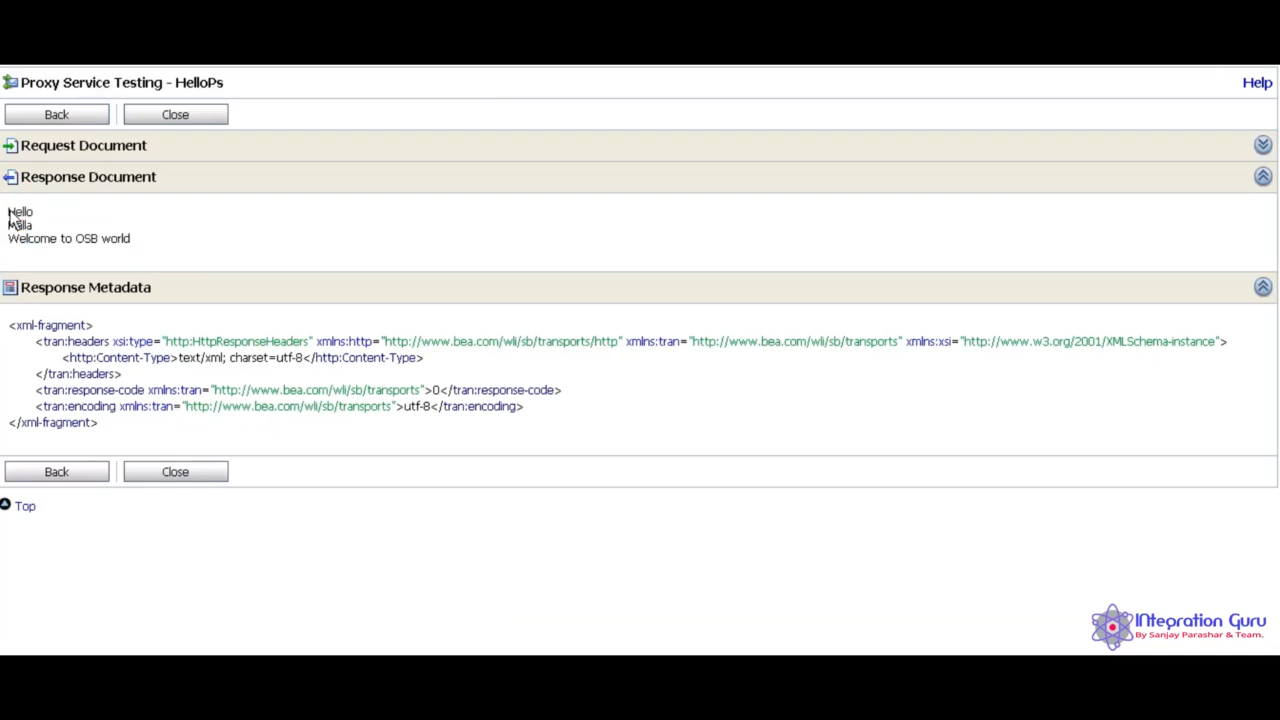 Proxy Service Testing - HelloPs
Help
Back
Close
Request Document
Response Document
Hello
Malla
Welcome to OSB world
Response Metadata
<xml-fragment>
<tran:headers xsi:type="http:HttpResponseHeaders" xmlns:http="http://www.bea.com/wli/sb/transports/http" xmlns:tran="http://www.bea.com/wli/sb/transports" xmlns:xsi="http://www.w3.org/2001/XMLSchema-instance">
<http:Content-Type>text/xml; charset=utf-8</http:Content-Type>
</tran:headers>
<tran:response-code xmlns:tran="http://www.bea.com/wli/sb/transports">0</tran:response-code>
<tran:encoding xmlns:tran="http://www.bea.com/wli/sb/transports">utf-8</tran:encoding>
</xml-fragment>
Back
Close
Top
INtegration Guru
By Sanjay Parashar & Team.